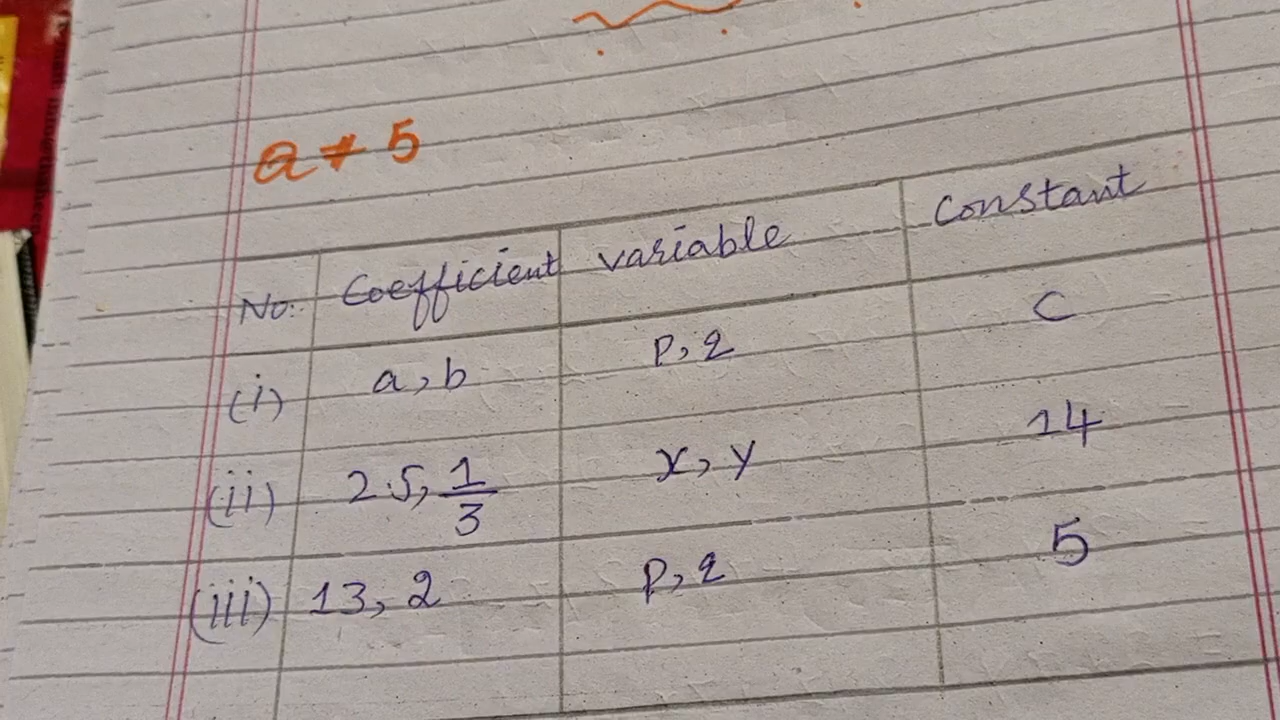 a ≠ 5
No. Coefficient variable Constant
(i) a, b p, q C
(ii) 2.5, 1/3 x, y 14
(iii) 13, 2 p, q 5